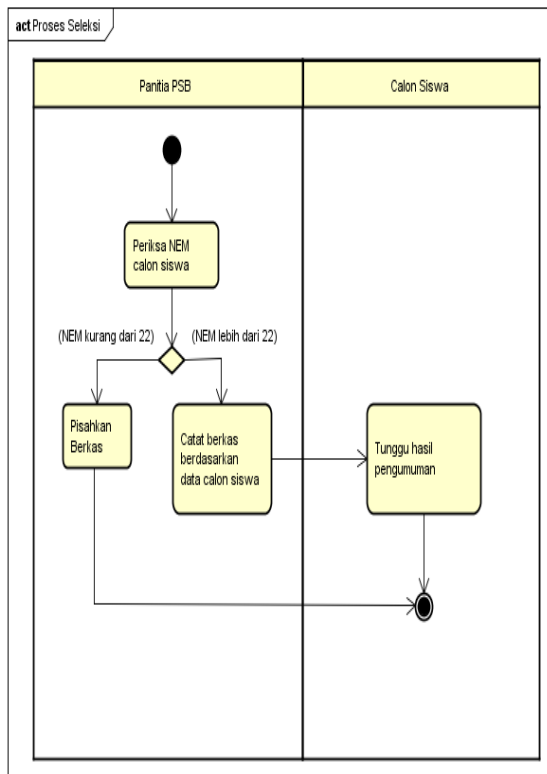 act Proses Seleksi
Panitia PSB
Calon Siswa
Periksa NEM
calon siswa
(NEM kurang dari 22)
(NEM lebih dari 22)
Pisahkan
Berkas
Catat berkas
berdasarkan
data calon siswa
Tunggu hasil
pengumuman